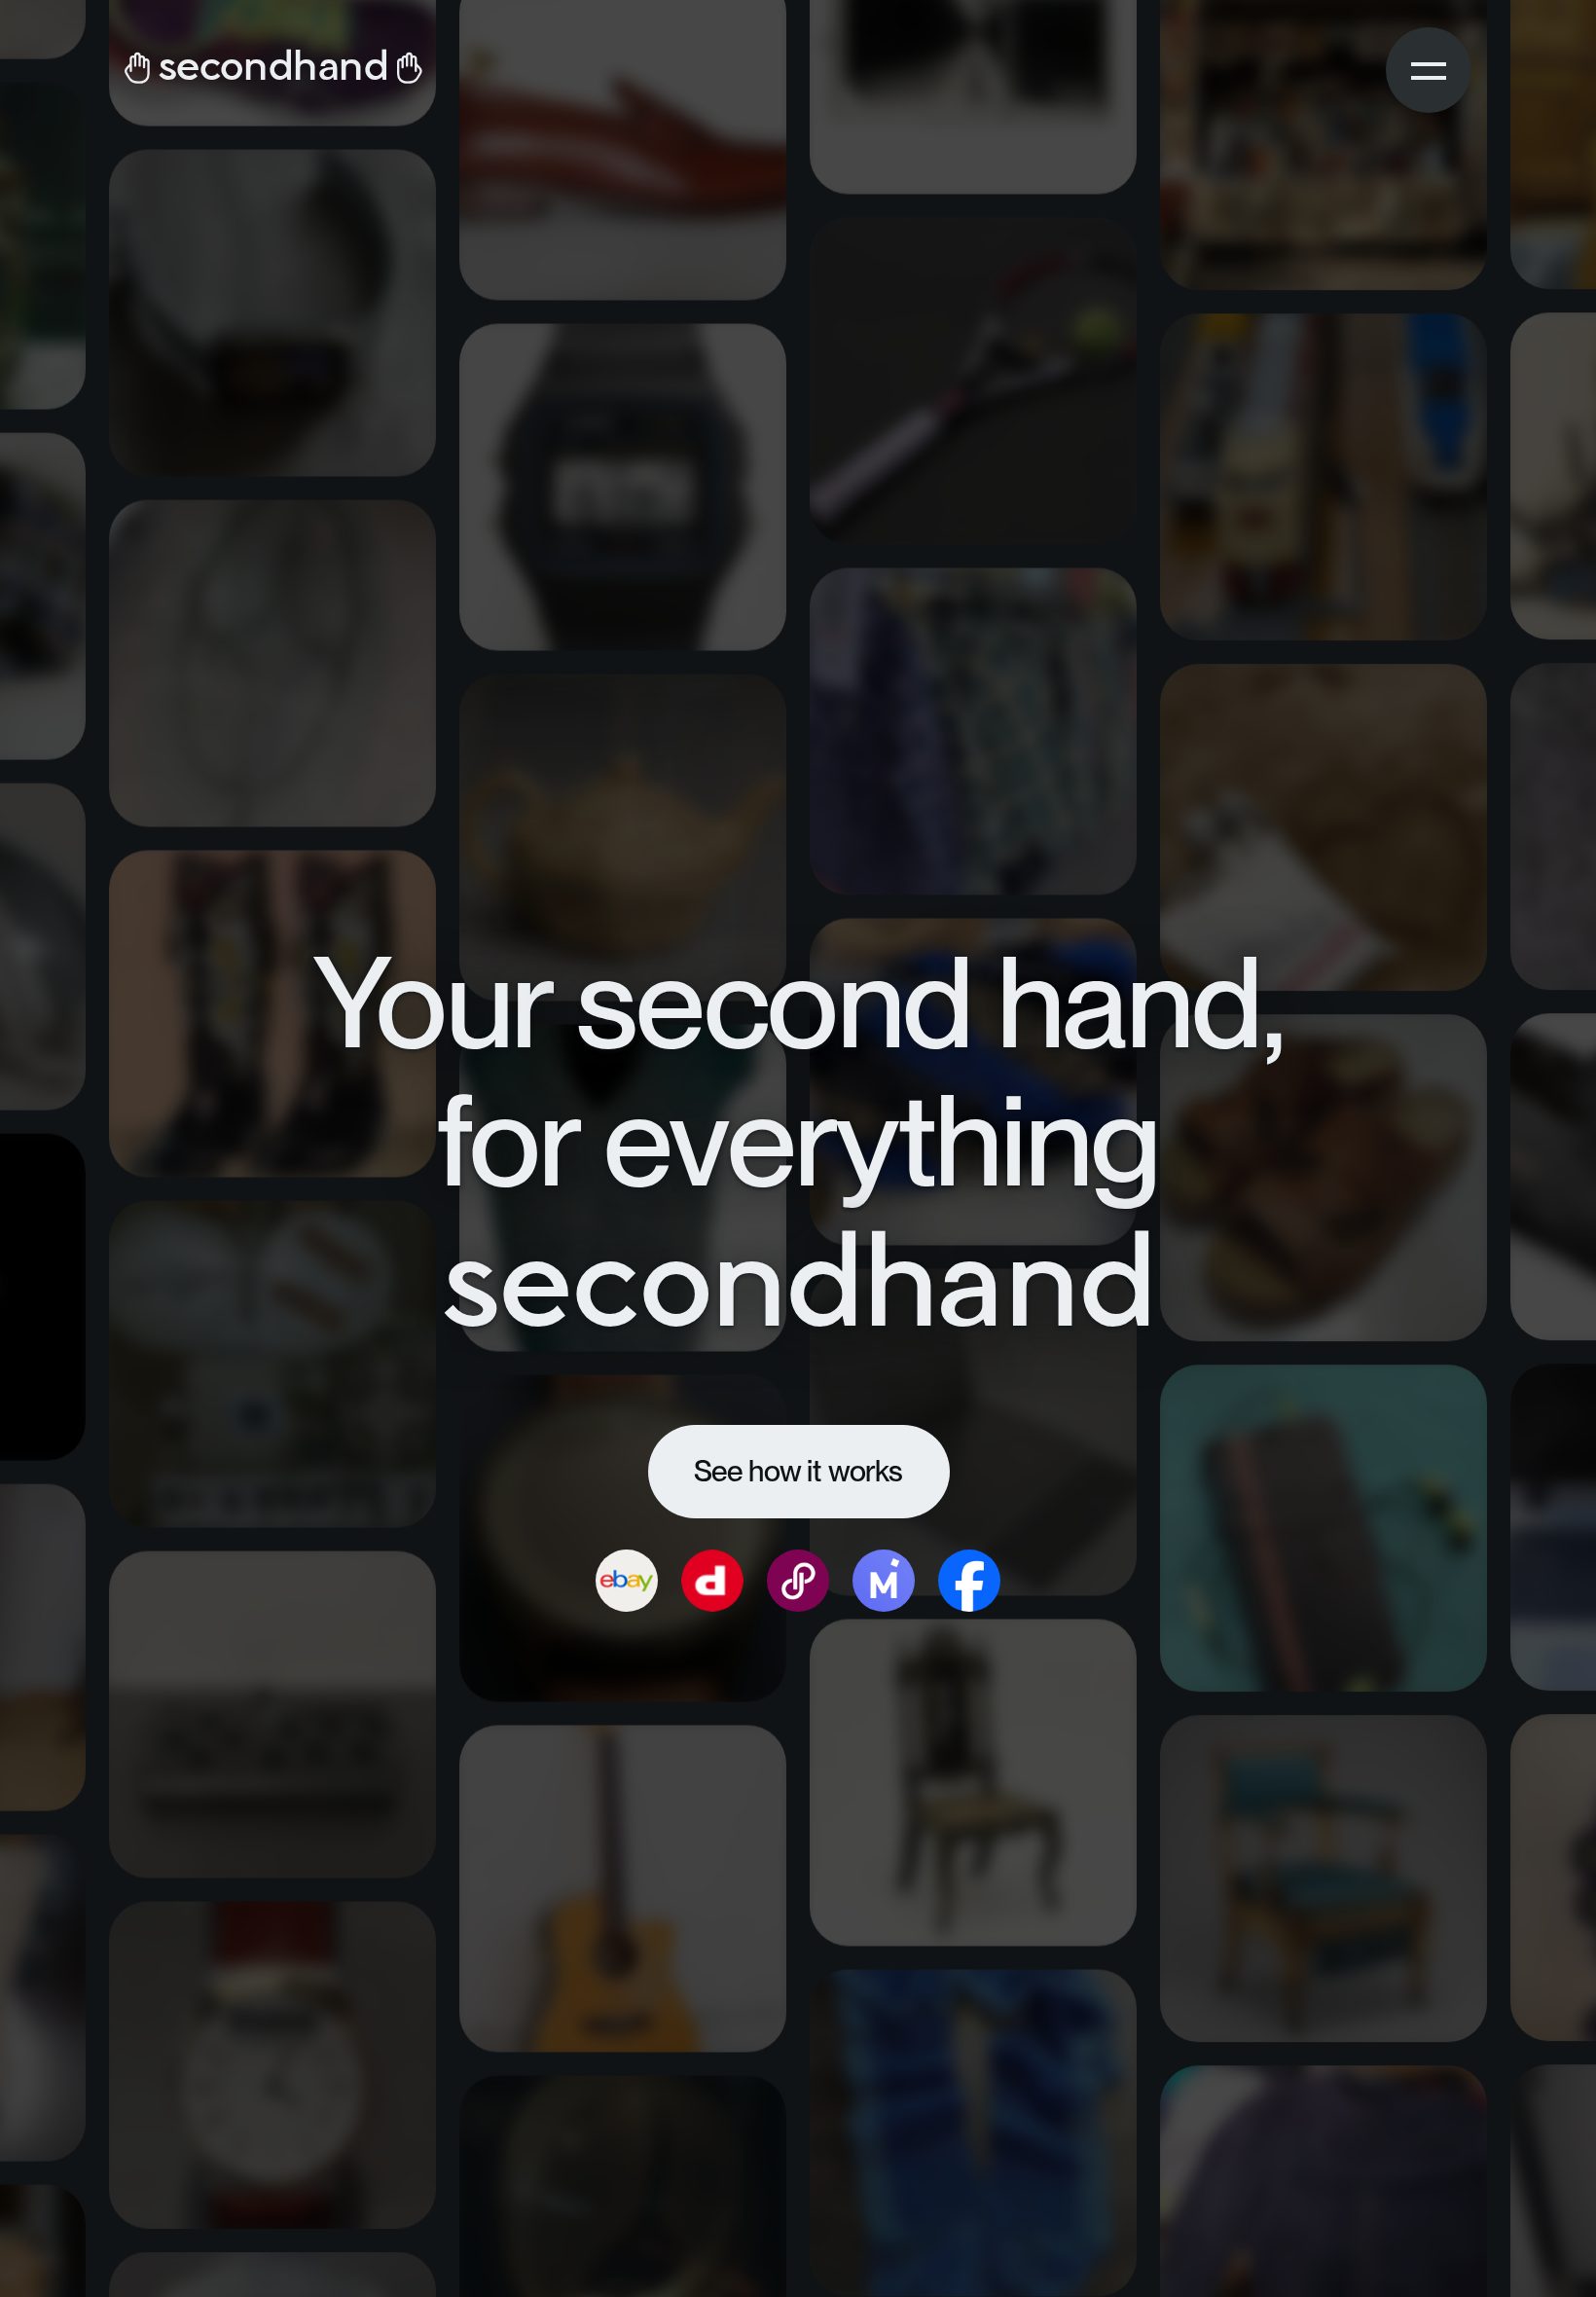 secondhand
Your second hand,
for everything
secondhand
See how it works
ebay